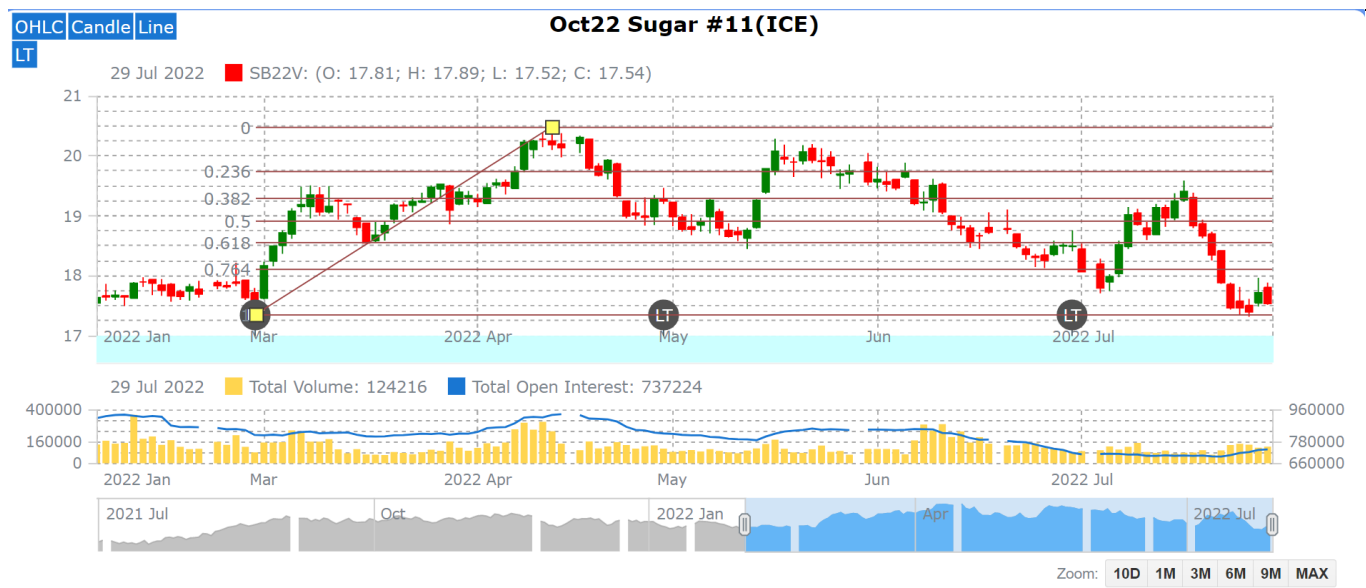 OHLC Candle Line
LT
Oct22 Sugar #11(ICE)
29 Jul 2022 SB22V: (O: 17.81; H: 17.89; L: 17.52; C: 17.54)
21
0
20
0.236
0.382
19
0.5
0.618
18
0.764
LT LT
17
2022 Jan Mar 2022 Apr May Jun 2022 Jul
29 Jul 2022 Total Volume: 124216 Total Open Interest: 737224
400000 960000
160000 780000
0 660000
2022 Jan Mar 2022 Apr May Jun 2022 Jul
2021 Jul Oct 2022 Jan Apr 2022 Jul
Zoom: 10D 1M 3M 6M 9M MAX